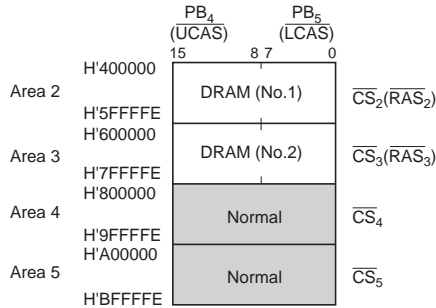 PB4 PB5
(UCAS) (LCAS)
15 8 7 0
H'400000
Area 2 DRAM (No.1) CS2(RAS2)
H'5FFFFE
H'600000
Area 3 DRAM (No.2) CS3(RAS3)
H'7FFFFE
H'800000
Area 4 Normal CS4
H'9FFFFE
H'A00000
Area 5 Normal CS5
H'BFFFFE